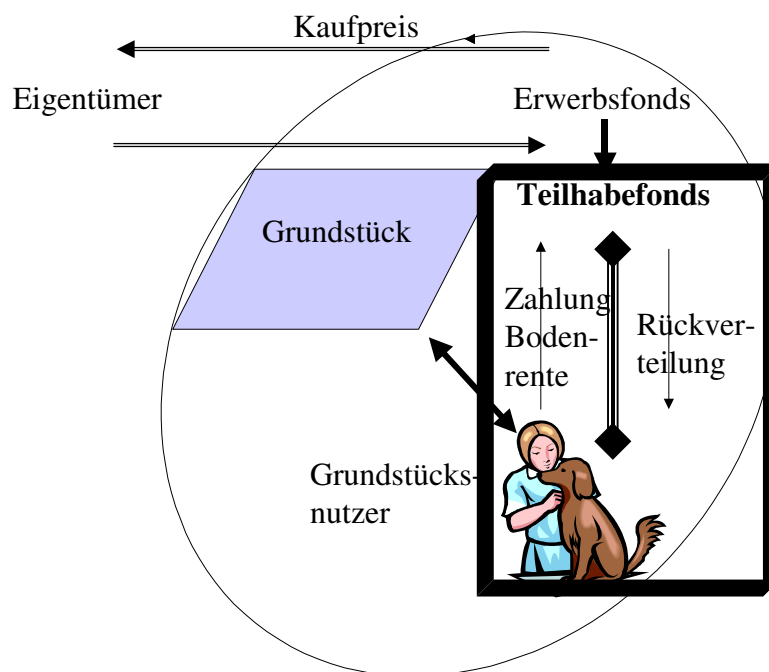 Kaufpreis
Eigentümer
Erwerbsfonds
Teilhabefonds
Grundstück
Zahlung
Boden-
rente
Rückver-
teilung
Grundstücks-
nutzer